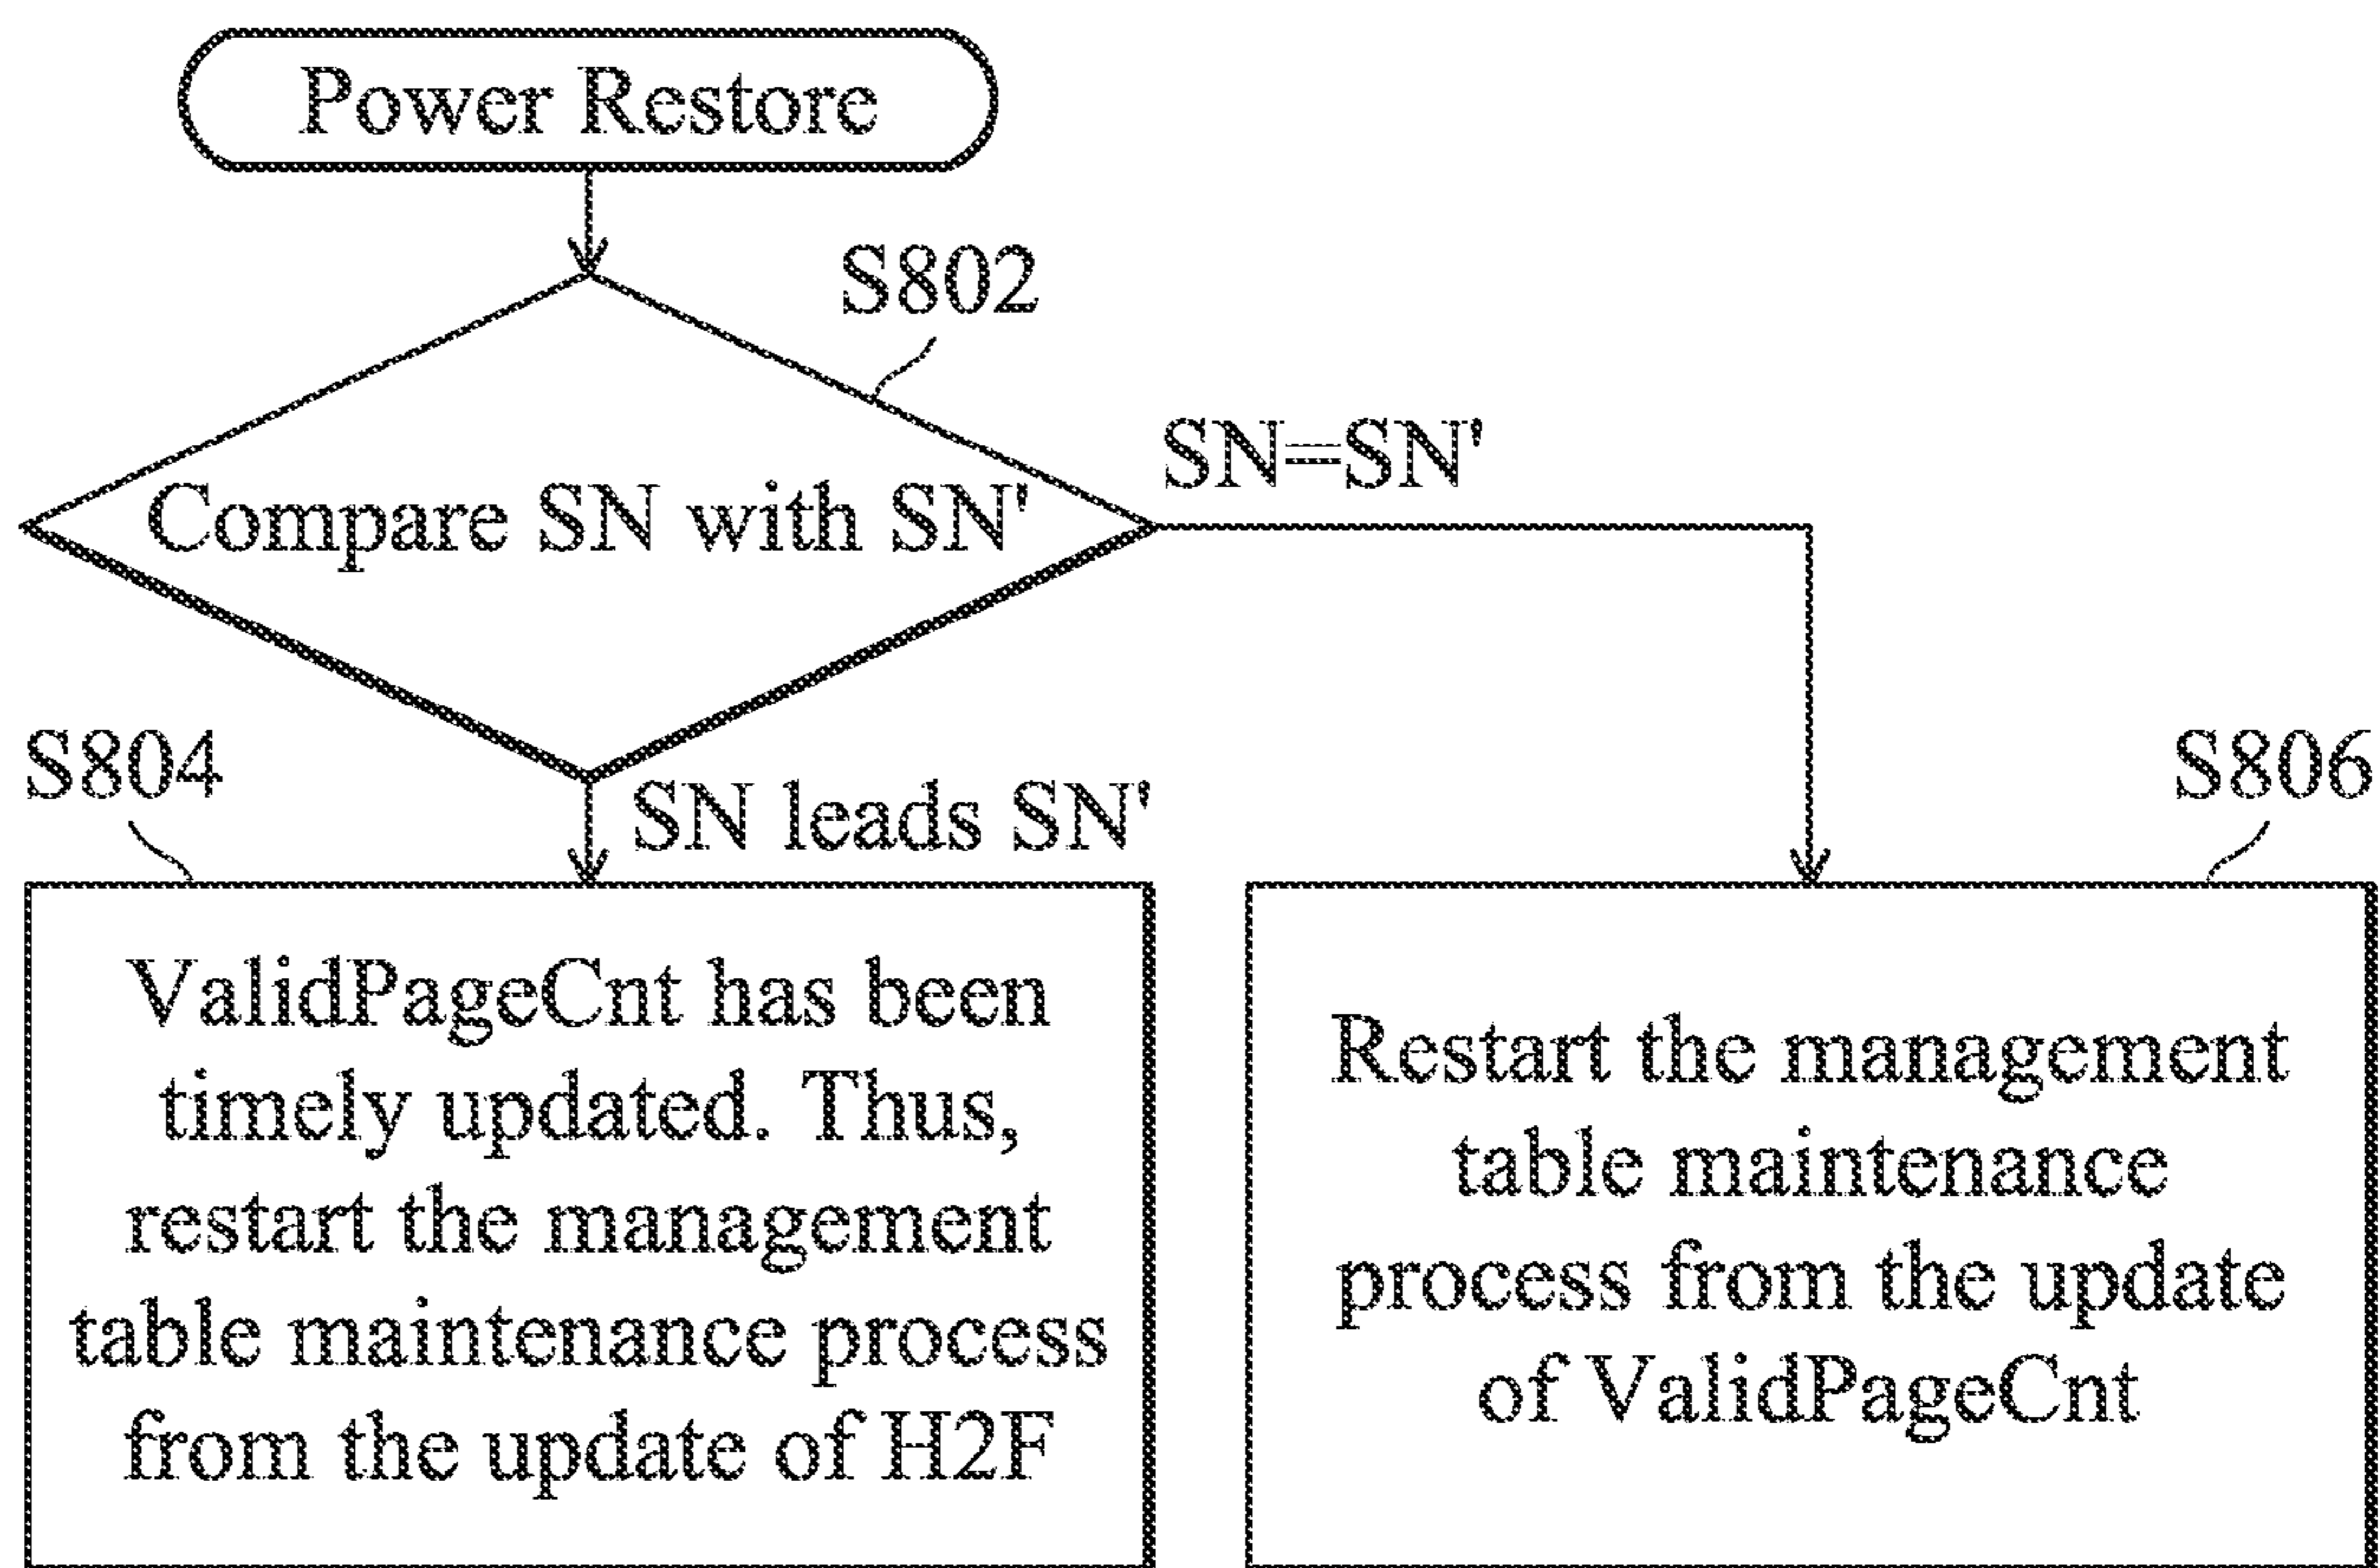 Power Restore
S802
Compare SN with SN'
SN=SN'
S804
SN leads SN'
S806
ValidPageCnt has been
timely updated. Thus,
restart the management
table maintenance process
from the update of H2F
Restart the management
table maintenance
process from the update
of ValidPageCnt